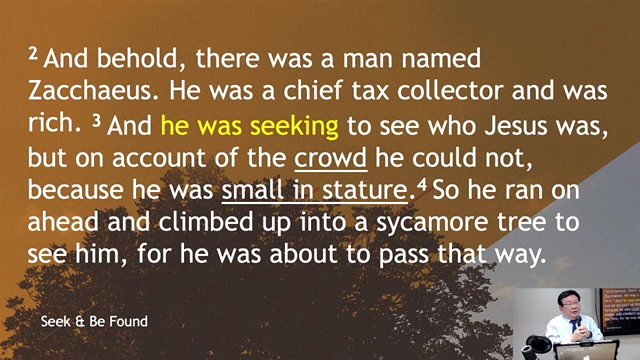 ² And behold, there was a man named
Zacchaeus. He was a chief tax collector and was
rich. ³ And he was seeking to see who Jesus was,
but on account of the crowd he could not,
because he was small in stature.⁴ So he ran on
ahead and climbed up into a sycamore tree to
see him, for he was about to pass that way.
Seek & Be Found